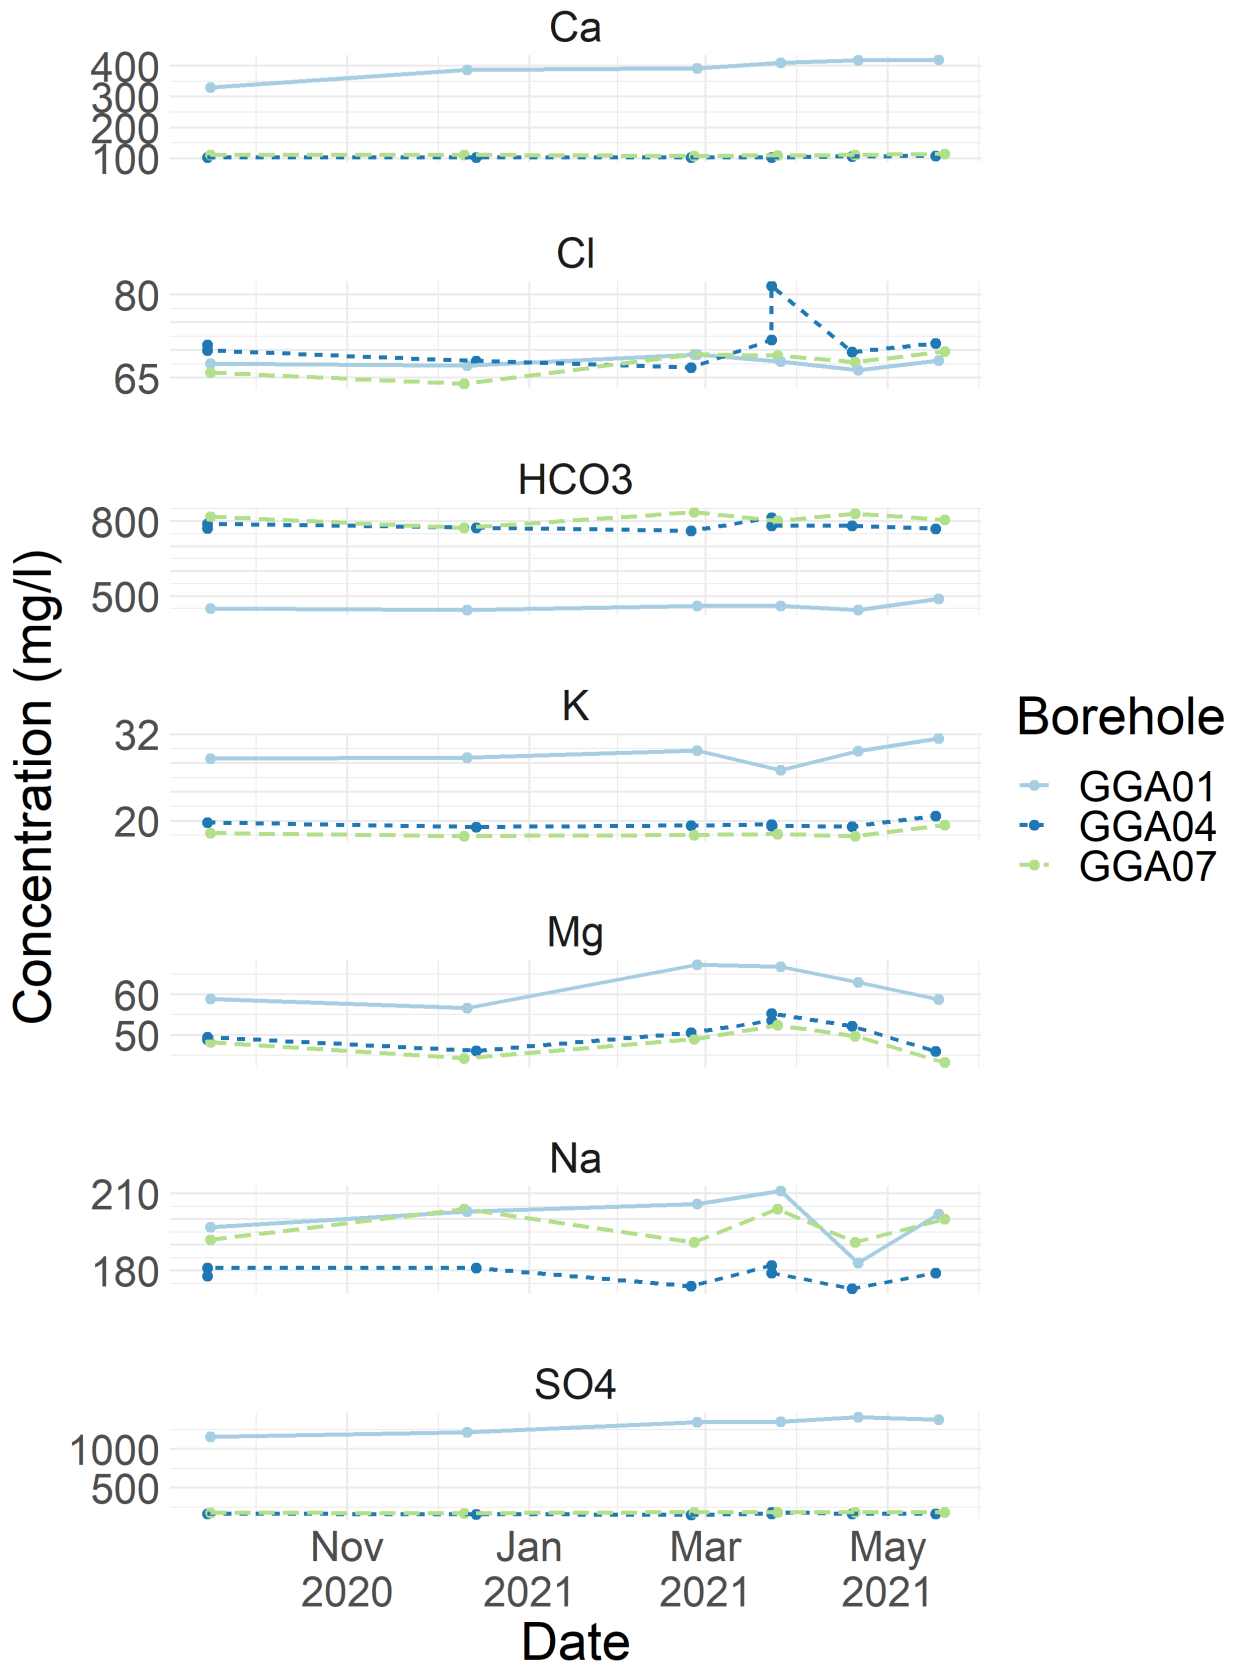 Ca
400
300
200
100
Cl
80
65
HCO3
800
500
K
32
20
Mg
60
50
Na
210
180
SO4
1000
500
Nov Jan Mar May
2020 2021 2021 2021
Date
Concentration (mg/l)
Borehole
GGA01
GGA04
GGA07